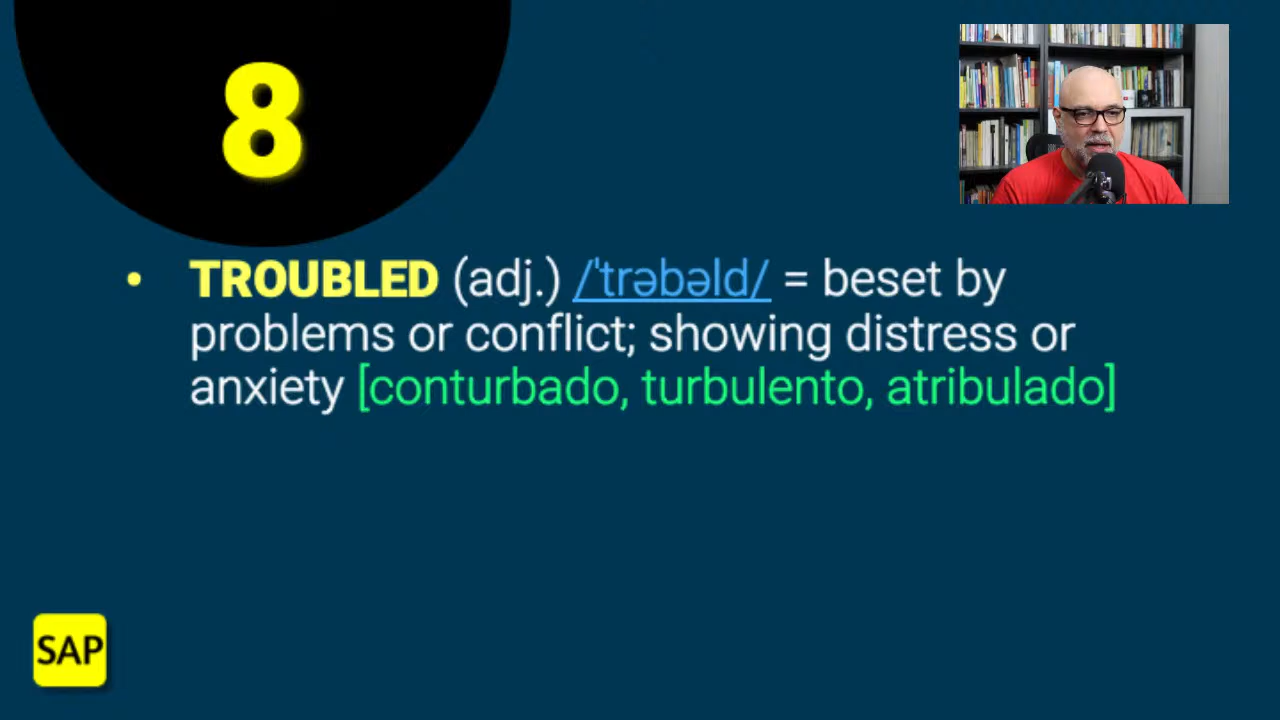 8
• TROUBLED (adj.) /ˈtrəbəld/ = beset by
problems or conflict; showing distress or
anxiety [conturbado, turbulento, atribulado]
SAP